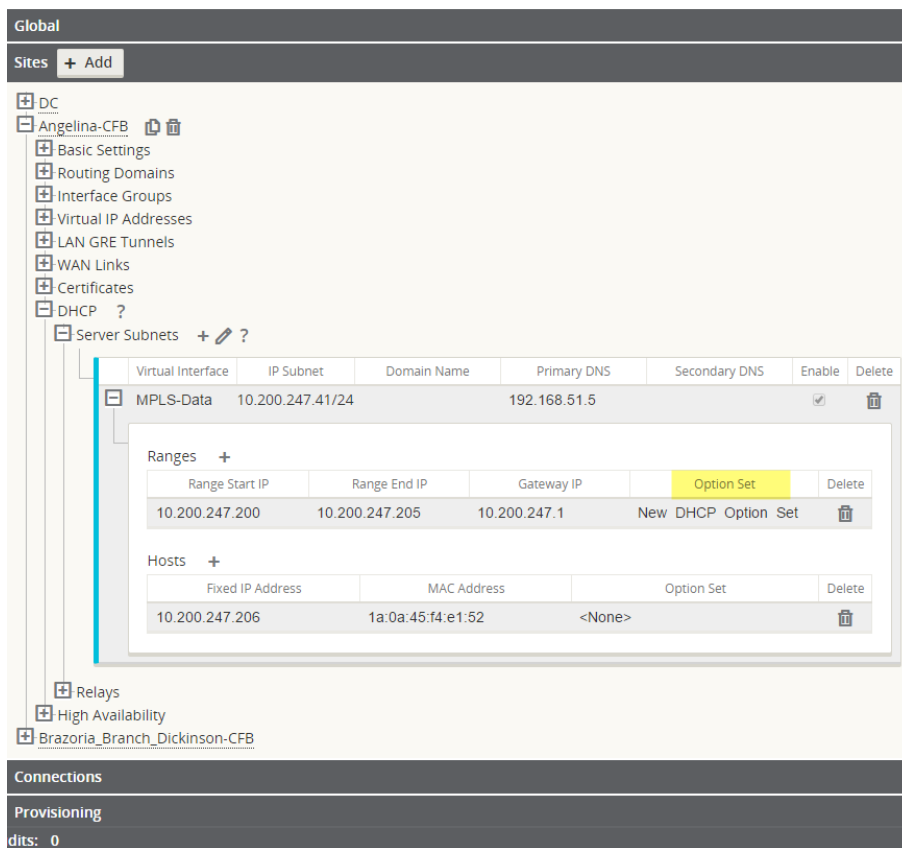 Global
Sites + Add
DC
Angelina-CFB
Basic Settings
Routing Domains
Interface Groups
Virtual IP Addresses
LAN GRE Tunnels
WAN Links
Certificates
DHCP ?
Server Subnets + ?
Virtual Interface IP Subnet Domain Name Primary DNS Secondary DNS Enable Delete
MPLS-Data 10.200.247.41/24 192.168.51.5
Ranges +
Range Start IP Range End IP Gateway IP Option Set Delete
10.200.247.200 10.200.247.205 10.200.247.1 New DHCP Option Set
Hosts +
Fixed IP Address MAC Address Option Set Delete
10.200.247.206 1a:0a:45:f4:e1:52 <None>
Relays
High Availability
Brazoria_Branch_Dickinson-CFB
Connections
Provisioning
dits: 0